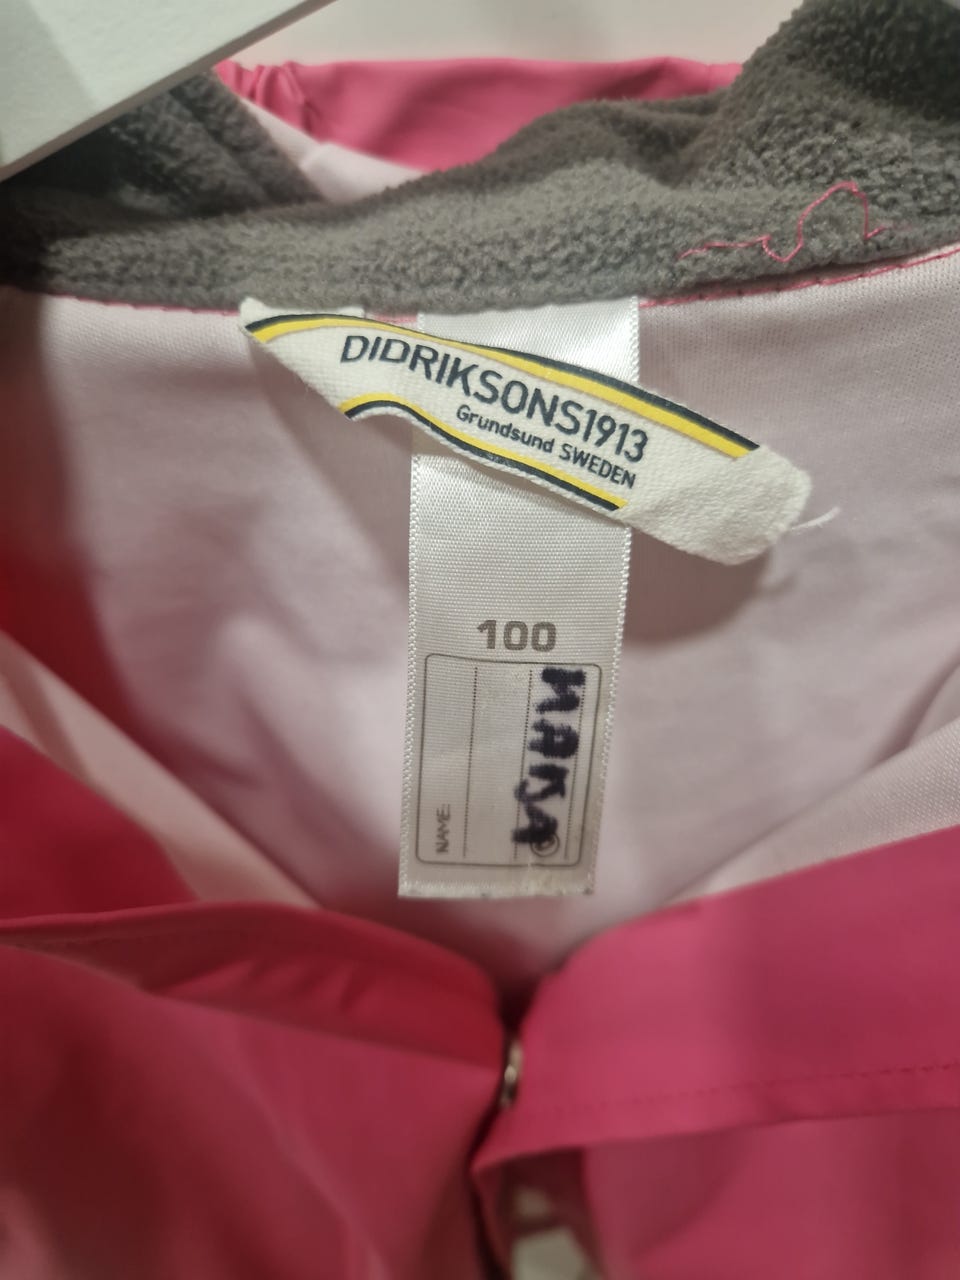 DIDRIKSONS1913
Grundsund SWEDEN
100
NAME: